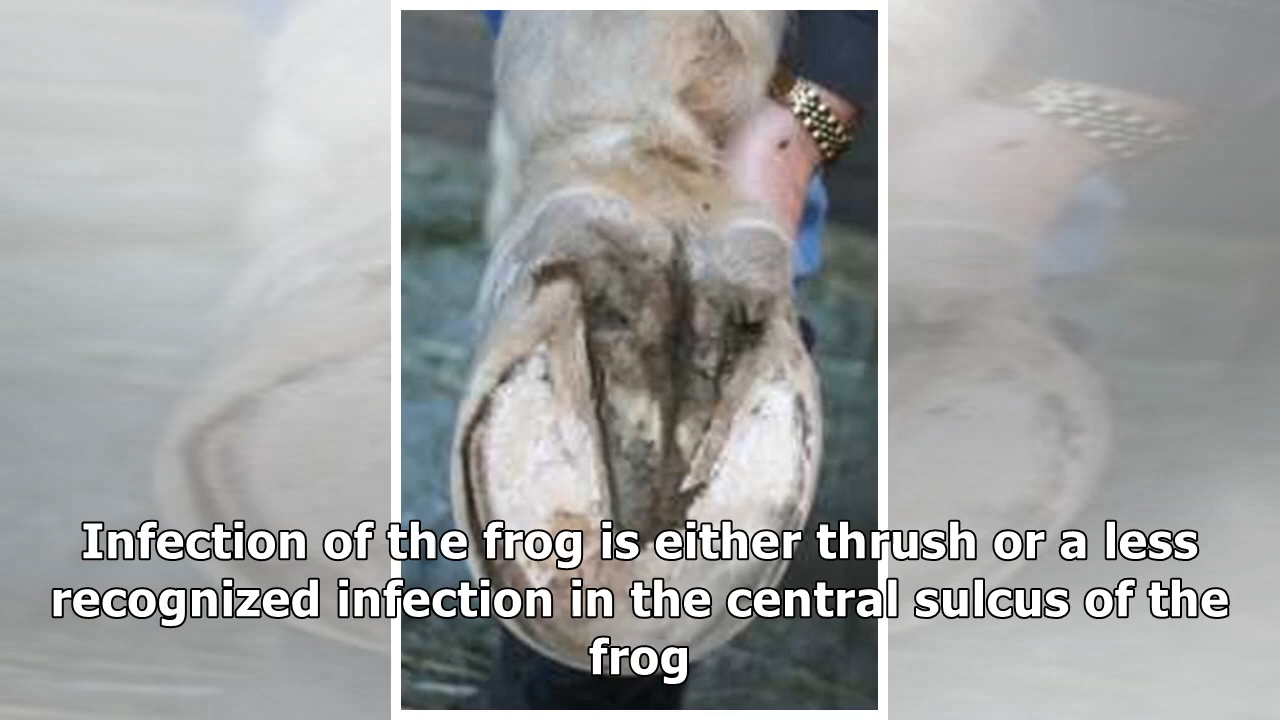 Infection of the frog is either thrush or a less
recognized infection in the central sulcus of the
frog